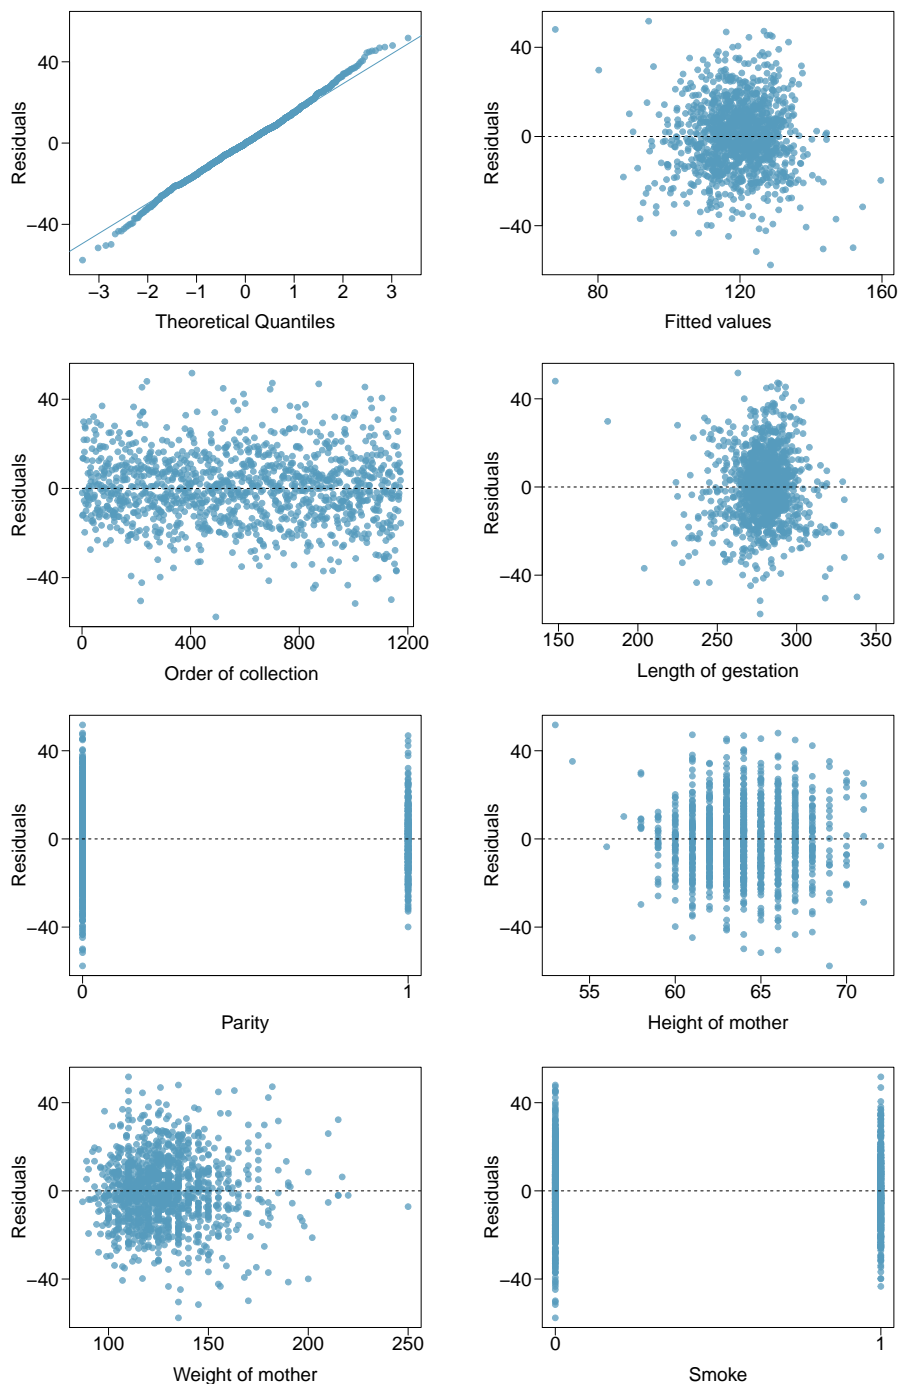 40
0
−40
Residuals
−3 −2 −1 0 1 2 3
Theoretical Quantiles
40
0
−40
Residuals
80 120 160
Fitted values
40
0
−40
Residuals
0 400 800 1200
Order of collection
40
0
−40
Residuals
150 200 250 300 350
Length of gestation
40
0
−40
Residuals
0 1
Parity
40
0
−40
Residuals
55 60 65 70
Height of mother
40
0
−40
Residuals
100 150 200 250
Weight of mother
40
0
−40
Residuals
0 1
Smoke